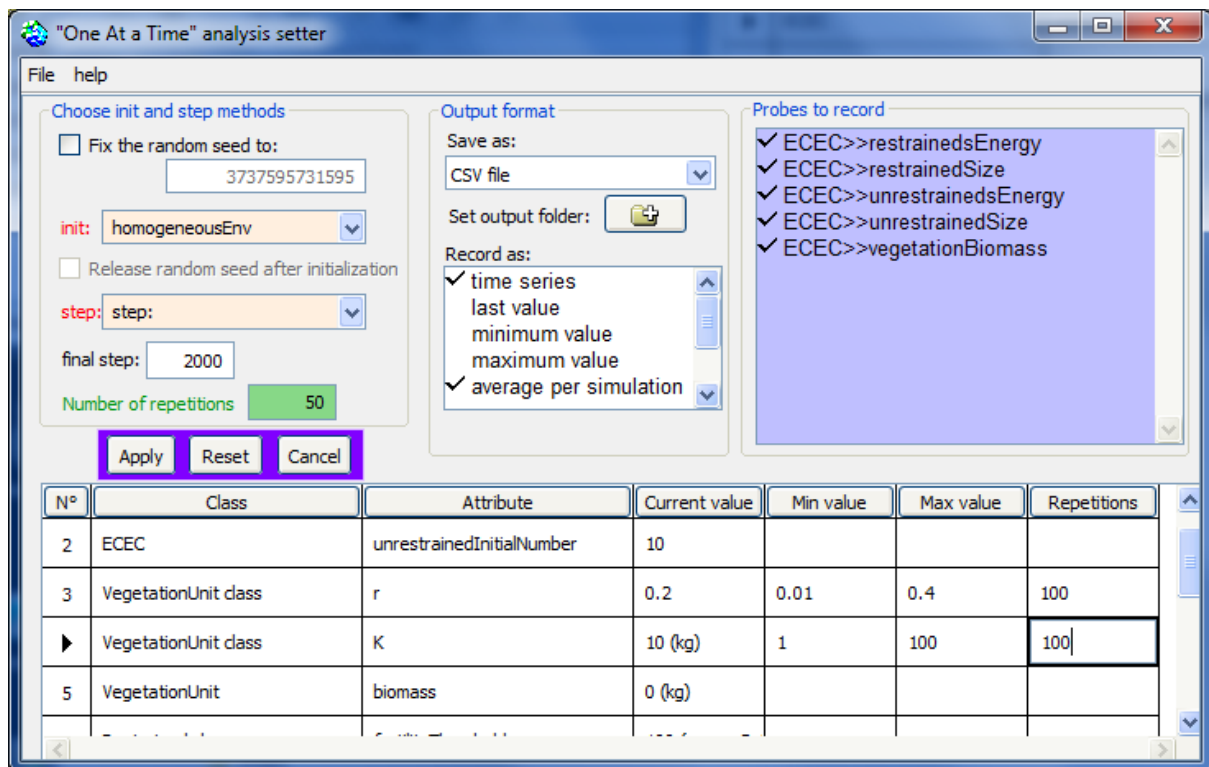 "One At a Time" analysis setter
File help
Choose init and step methods
Fix the random seed to:
3737595731595
init: homogeneousEnv
Release random seed after initialization
step: step:
final step: 2000
Number of repetitions 50
Apply Reset Cancel
Output format
Save as:
CSV file
Set output folder:
Record as:
time series
last value
minimum value
maximum value
average per simulation
Probes to record
ECEC>>restrainedsEnergy
ECEC>>restrainedSize
ECEC>>unrestrainedsEnergy
ECEC>>unrestrainedSize
ECEC>>vegetationBiomass
N° Class Attribute Current value Min value Max value Repetitions
2 ECEC unrestrainedInitialNumber 10
3 VegetationUnit class r 0.2 0.01 0.4 100
VegetationUnit class K 10 (kg) 1 100 100
5 VegetationUnit biomass 0 (kg)